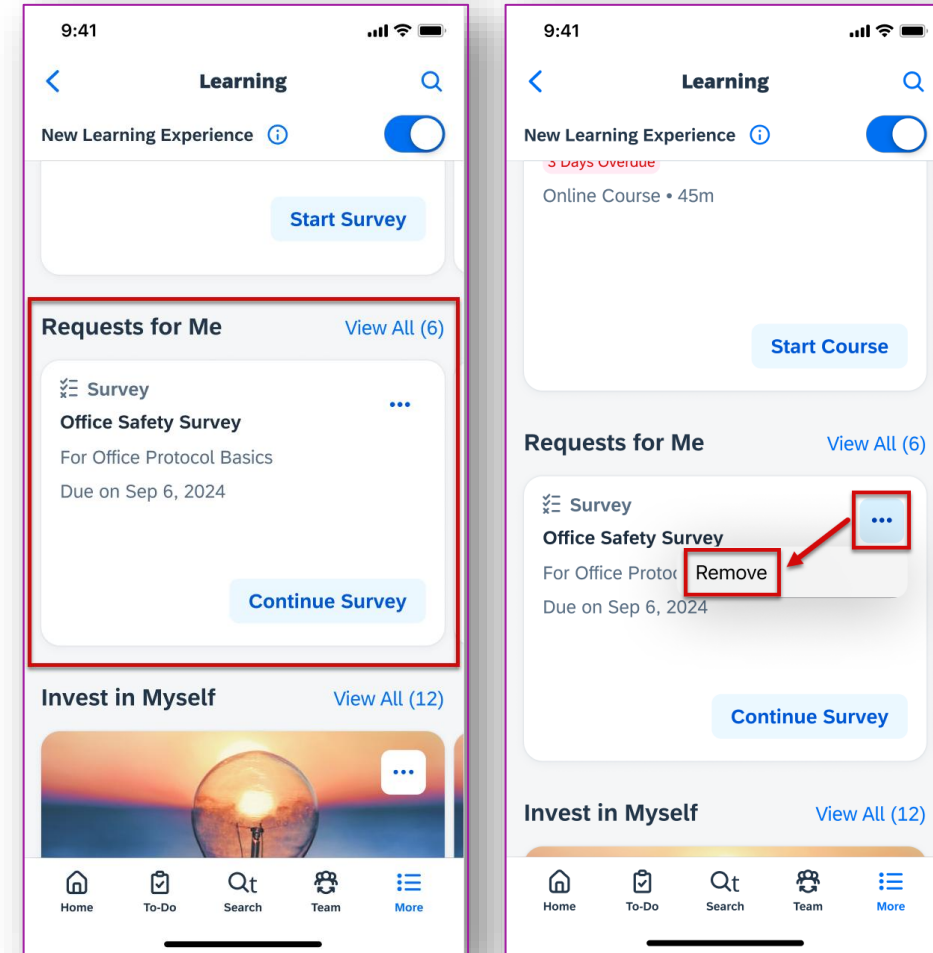 9:41
Learning
New Learning Experience
Start Survey
Requests for Me
View All (6)
Survey
Office Safety Survey
For Office Protocol Basics
Due on Sep 6, 2024
Continue Survey
Invest in Myself
View All (12)
Home
To-Do
Qt
Search
Team
More
9:41
Learning
New Learning Experience
3 Days Overdue
Online Course • 45m
Start Course
Requests for Me
View All (6)
Survey
Office Safety Survey
For Office Protoc
Remove
Due on Sep 6, 2024
Continue Survey
Invest in Myself
View All (12)
Home
To-Do
Qt
Search
Team
More